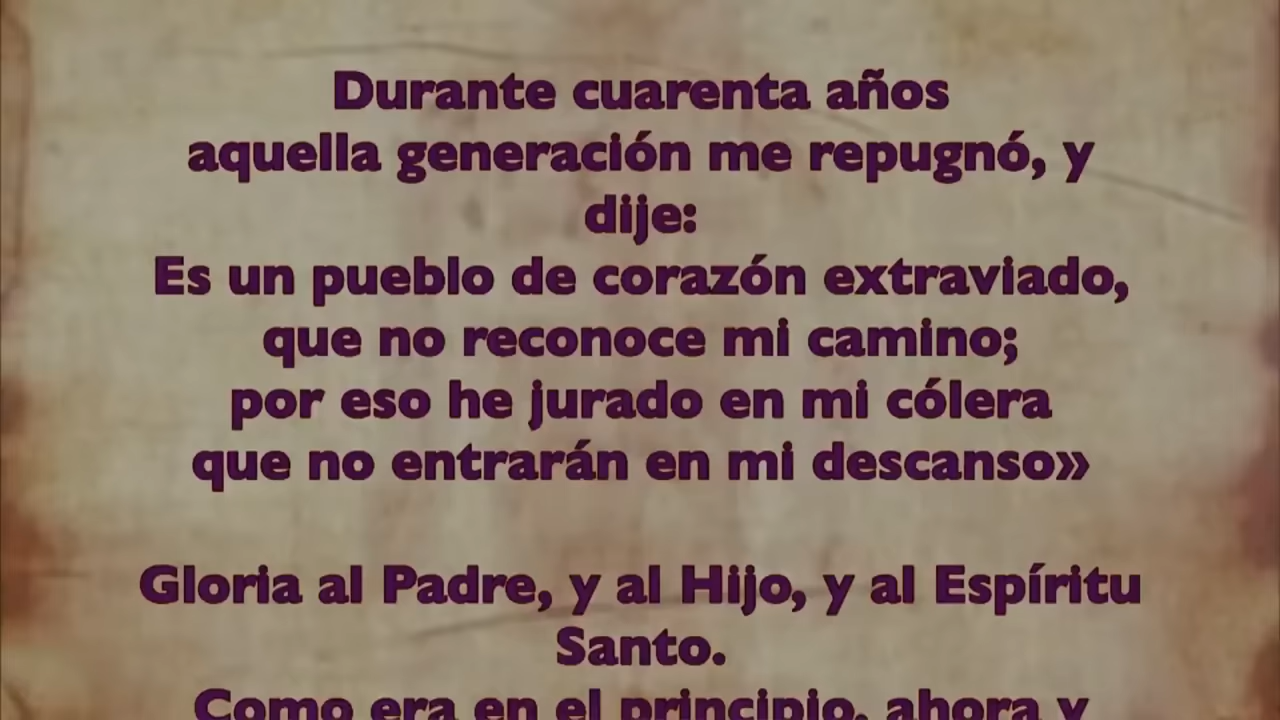 Durante cuarenta años
aquella generación me repugnó, y
dije:
Es un pueblo de corazón extraviado,
que no reconoce mi camino;
por eso he jurado en mi cólera
que no entrarán en mi descanso»
Gloria al Padre, y al Hijo, y al Espíritu
Santo.
Como era en el principio, ahora y